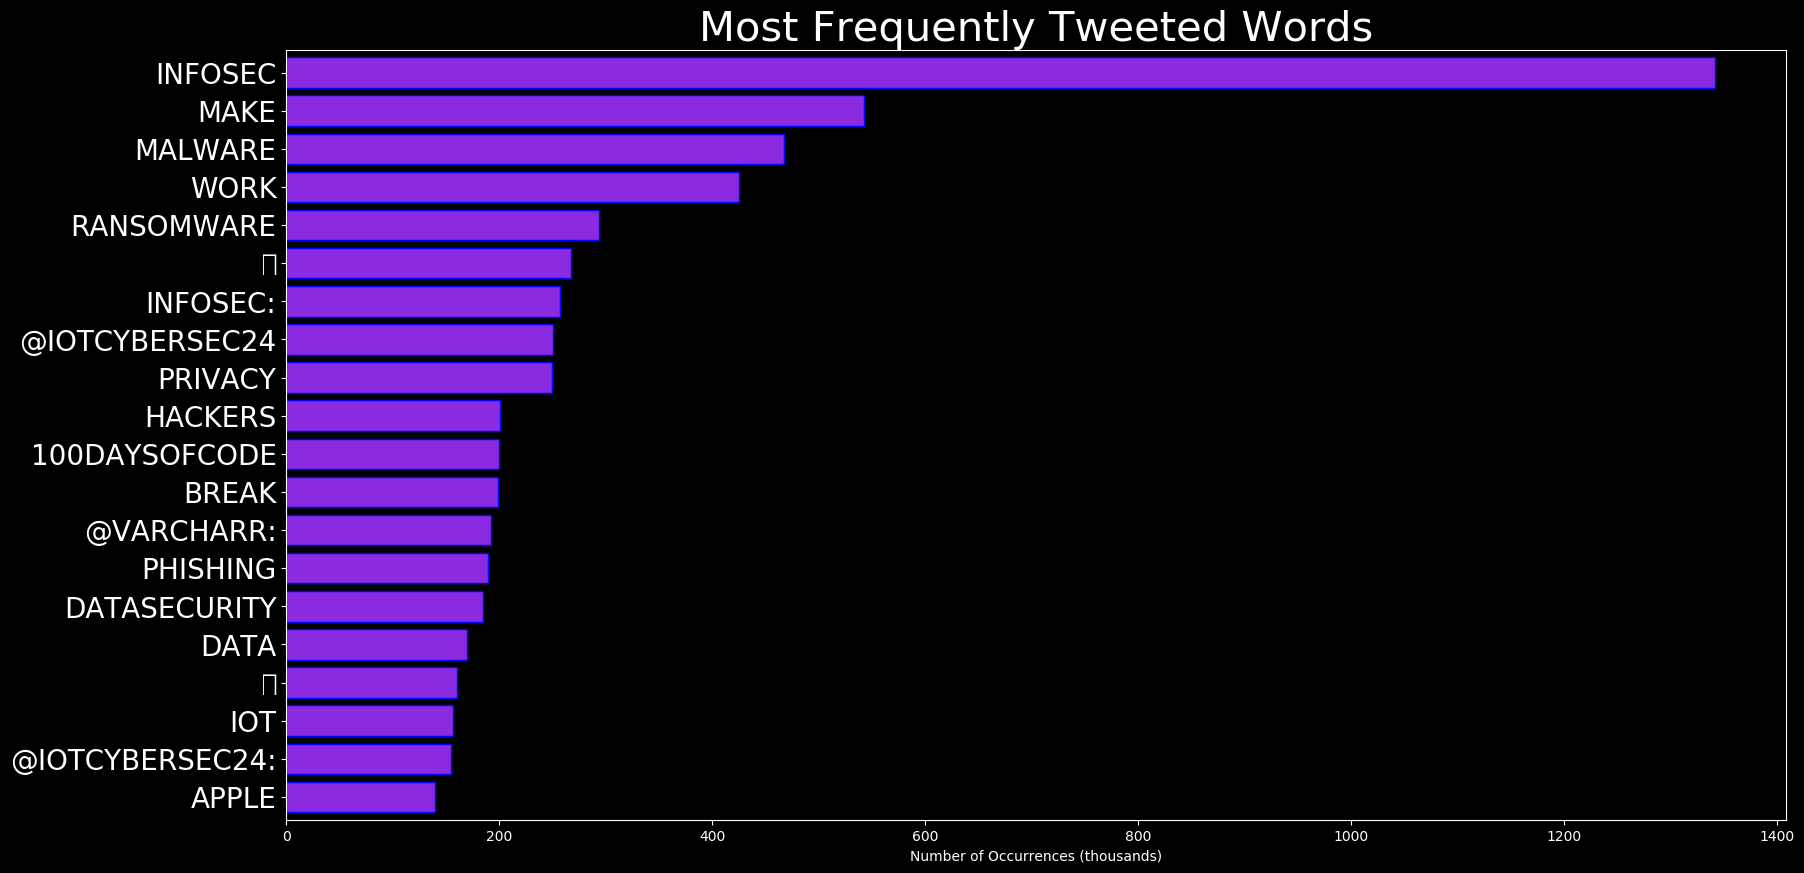 Most Frequently Tweeted Words
INFOSEC
MAKE
MALWARE
WORK
RANSOMWARE
INFOSEC:
@IOTCYBERSEC24
PRIVACY
HACKERS
100DAYSOFCODE
BREAK
@VARCHARR:
PHISHING
DATASECURITY
DATA
IOT
@IOTCYBERSEC24:
APPLE
0 200 400 600 800 1000 1200 1400
Number of Occurrences (thousands)